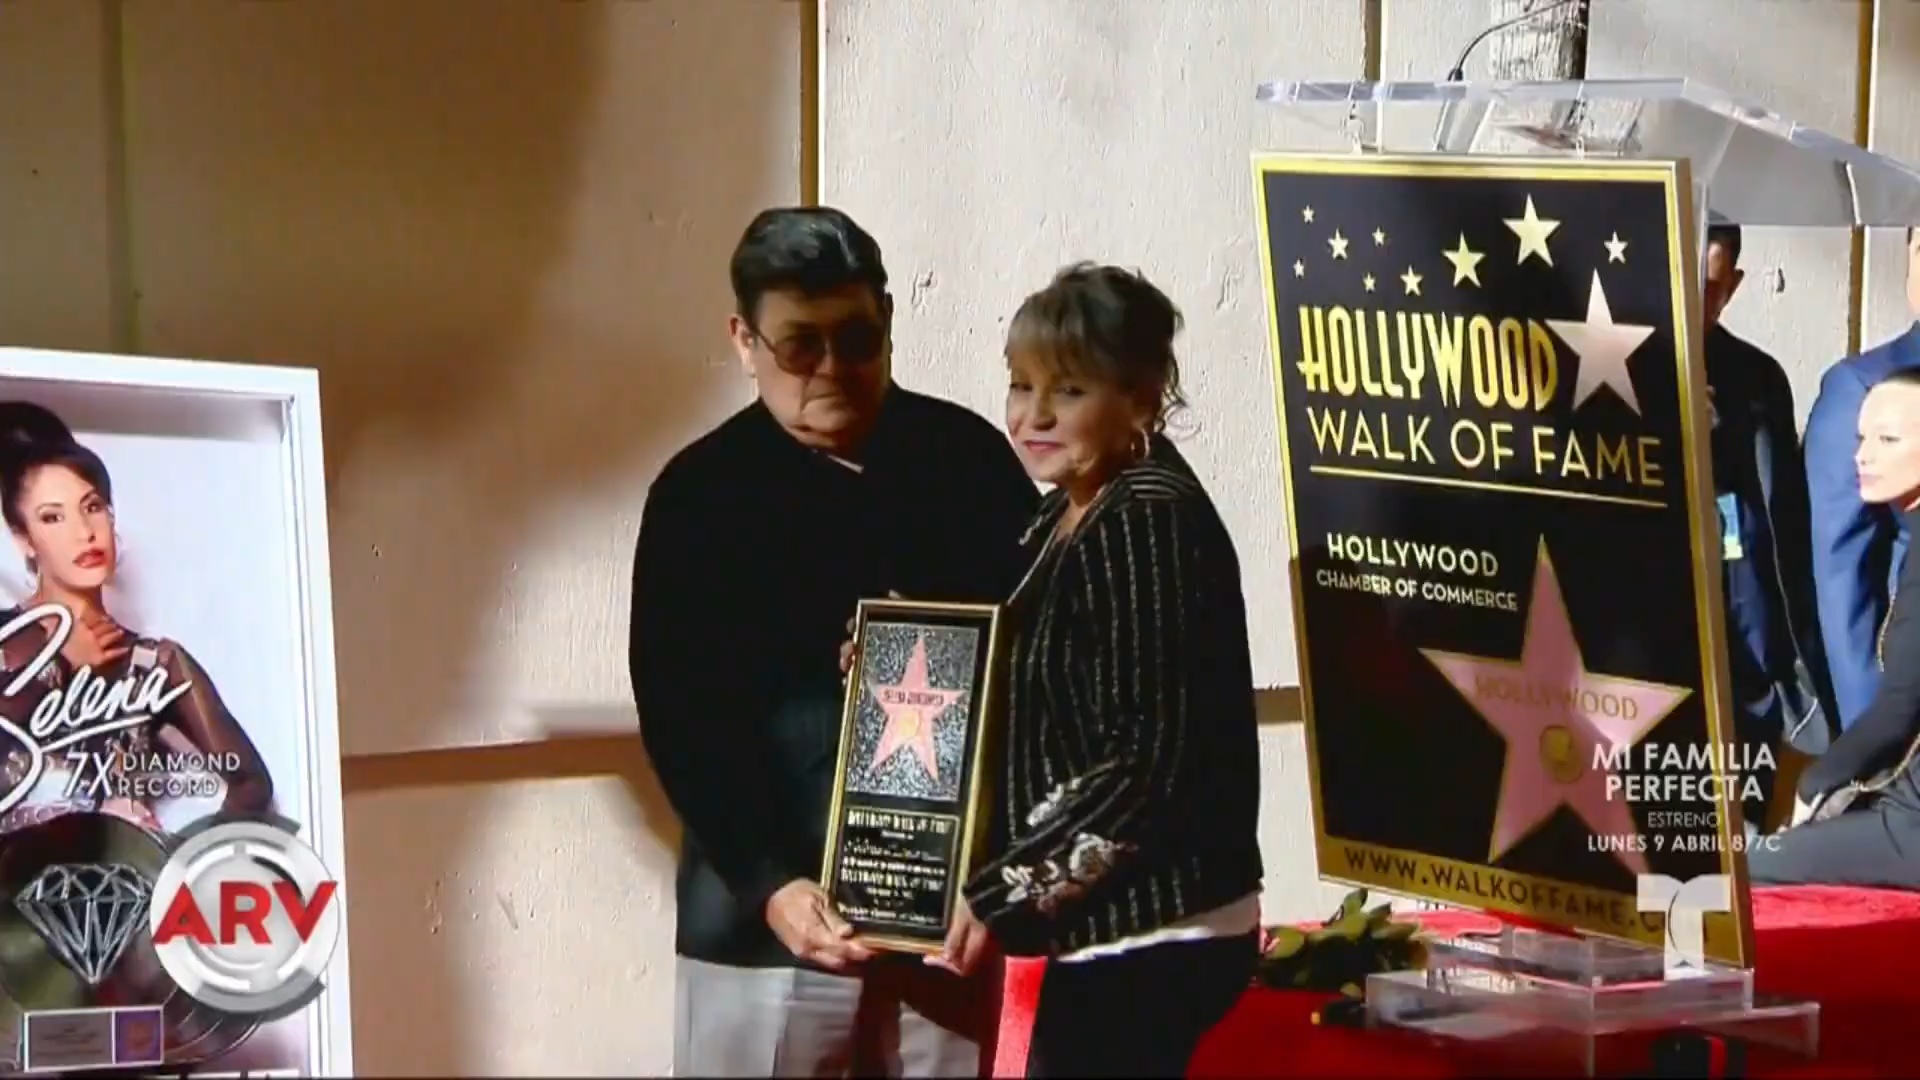 HOLLYWOOD
WALK OF FAME
HOLLYWOOD
CHAMBER OF COMMERCE
HOLLYWOOD
WWW.WALKOFFAME.C
Selena
7X DIAMOND
RECORD
ARV
MI FAMILIA
PERFECTA
ESTRENO
LUNES 9 ABRIL 8/7C
T